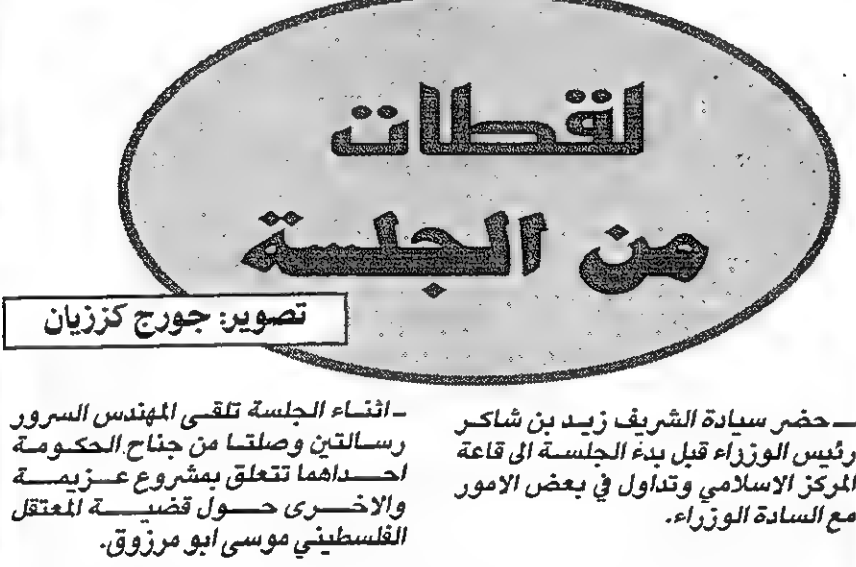 لقطات
من الجلسة
تصوير: جورج كززيان
ــ حضر سيادة الشريف زيد بن شاكر
رئيس الوزراء قبل بدء الجلسة الى قاعة
المركز الاسلامي وتداول في بعض الامور
مع السادة الوزراء.
ـ اثناء الجلسة تلقى المهندس السرور
رسالتين وصلتا من جناح الحكومة
احداهما تتعلق بمشروع عزيمة
والاخرى حول قضية المعتقل
الفلسطيني موسى ابو مرزوق.